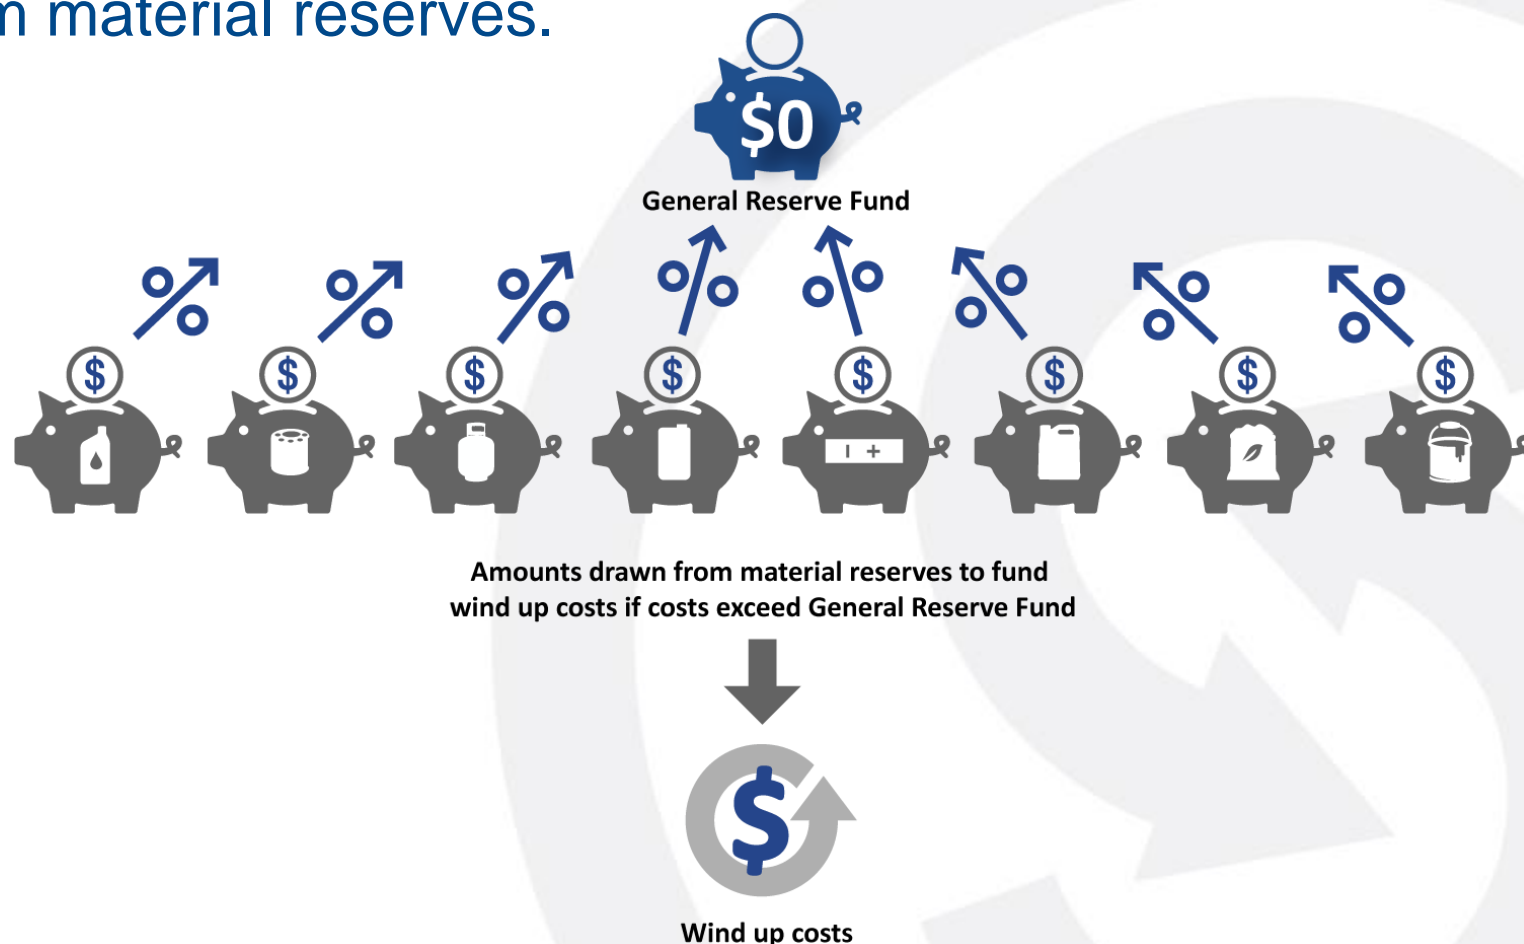 material reserves.
$0
General Reserve Fund
% % % % % % % %
$ $ $ $ $ $ $ $
- +
Amounts drawn from material reserves to fund
wind up costs if costs exceed General Reserve Fund
$
Wind up costs